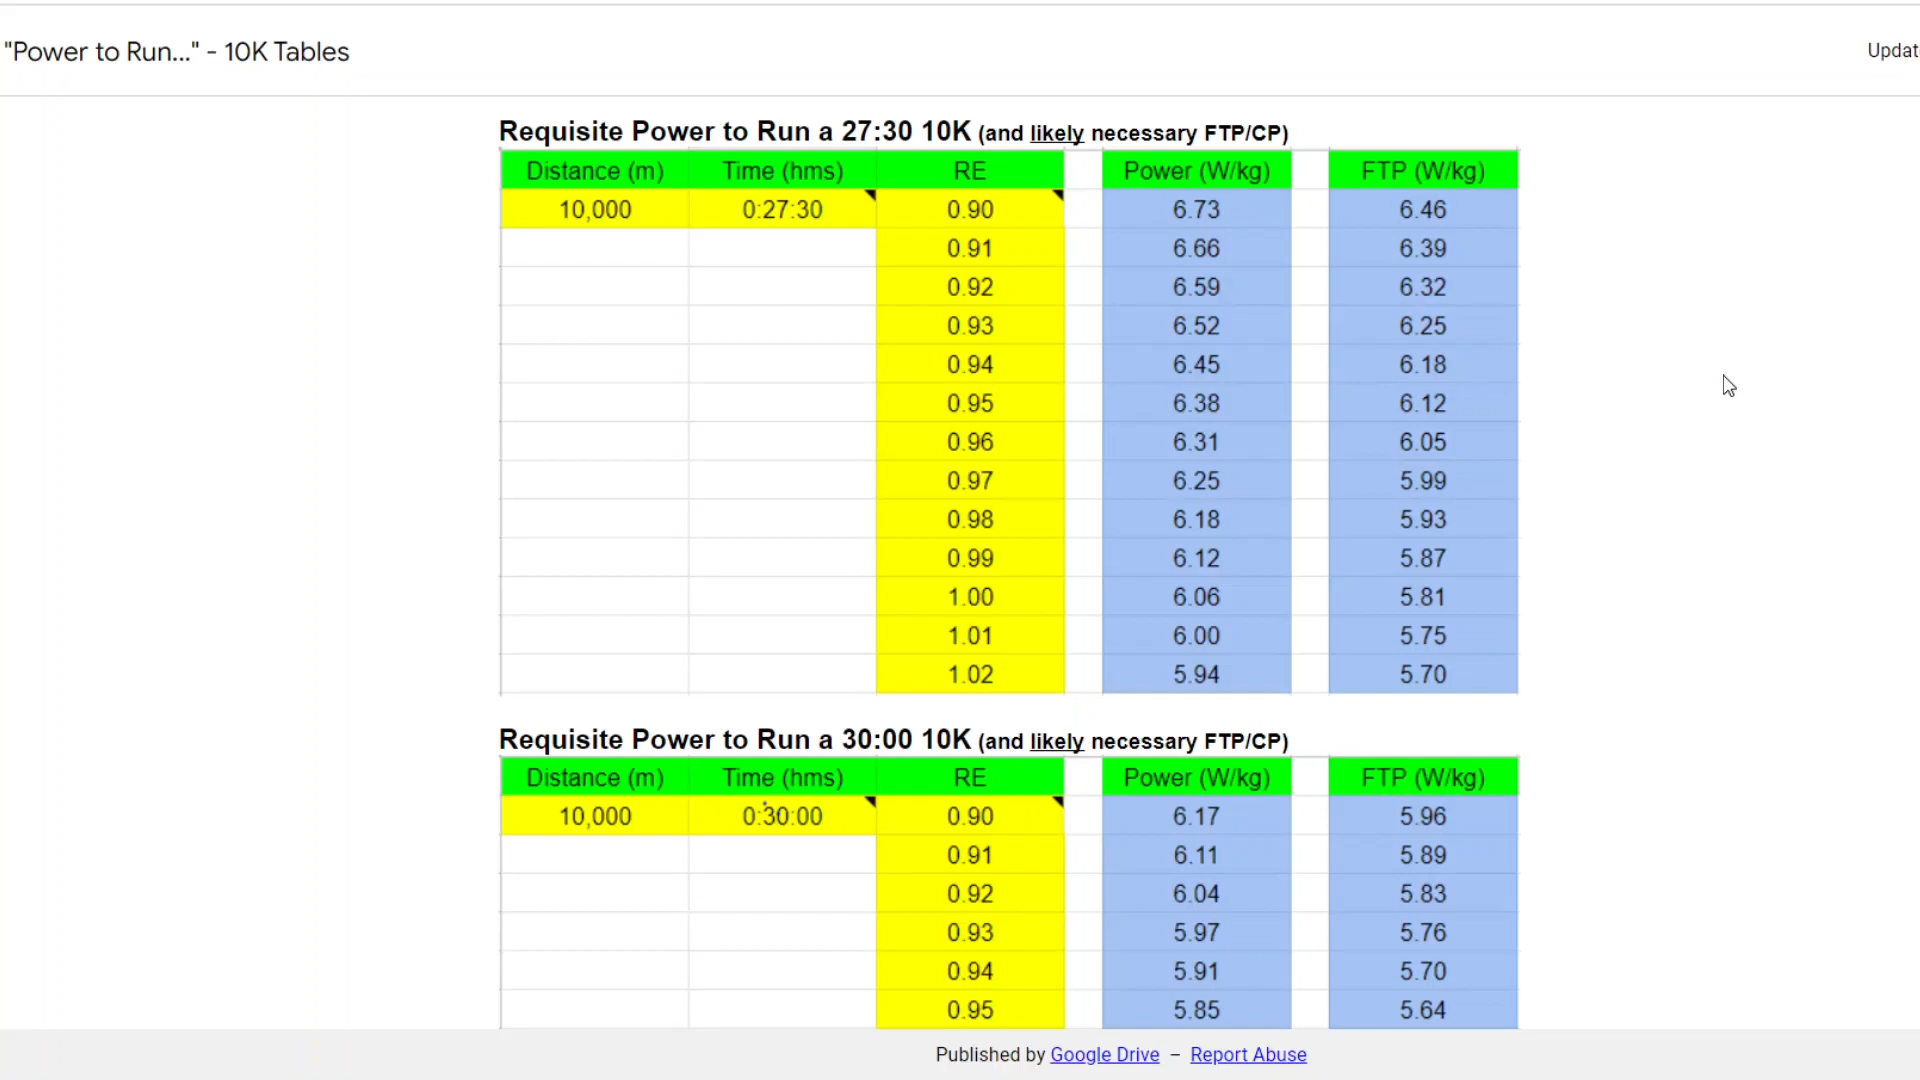 "Power to Run..." - 10K Tables
Updat
Requisite Power to Run a 27:30 10K (and likely necessary FTP/CP)
Distance (m) Time (hms) RE Power (W/kg) FTP (W/kg)
10,000 0:27:30 0.90 6.73 6.46
0.91 6.66 6.39
0.92 6.59 6.32
0.93 6.52 6.25
0.94 6.45 6.18
0.95 6.38 6.12
0.96 6.31 6.05
0.97 6.25 5.99
0.98 6.18 5.93
0.99 6.12 5.87
1.00 6.06 5.81
1.01 6.00 5.75
1.02 5.94 5.70
Requisite Power to Run a 30:00 10K (and likely necessary FTP/CP)
Distance (m) Time (hms) RE Power (W/kg) FTP (W/kg)
10,000 0:30:00 0.90 6.17 5.96
0.91 6.11 5.89
0.92 6.04 5.83
0.93 5.97 5.76
0.94 5.91 5.70
0.95 5.85 5.64
Published by Google Drive – Report Abuse